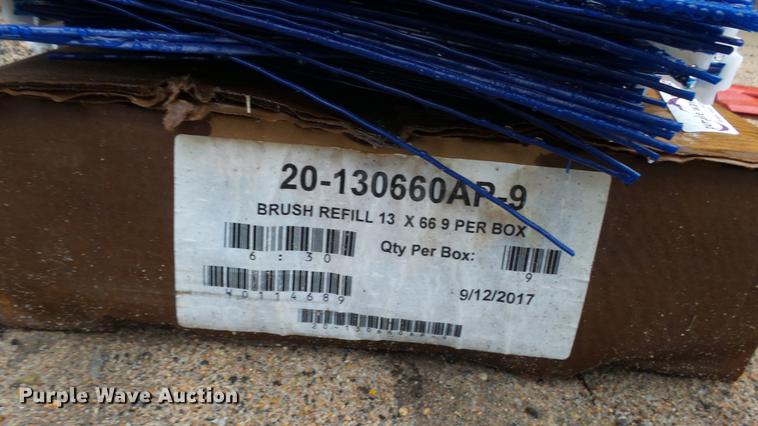 20-130660AP-9
BRUSH REFILL 13 X 66 9 PER BOX
6:30
Qty Per Box:
9
W0114689
9/12/2017
Purple Wave Auction